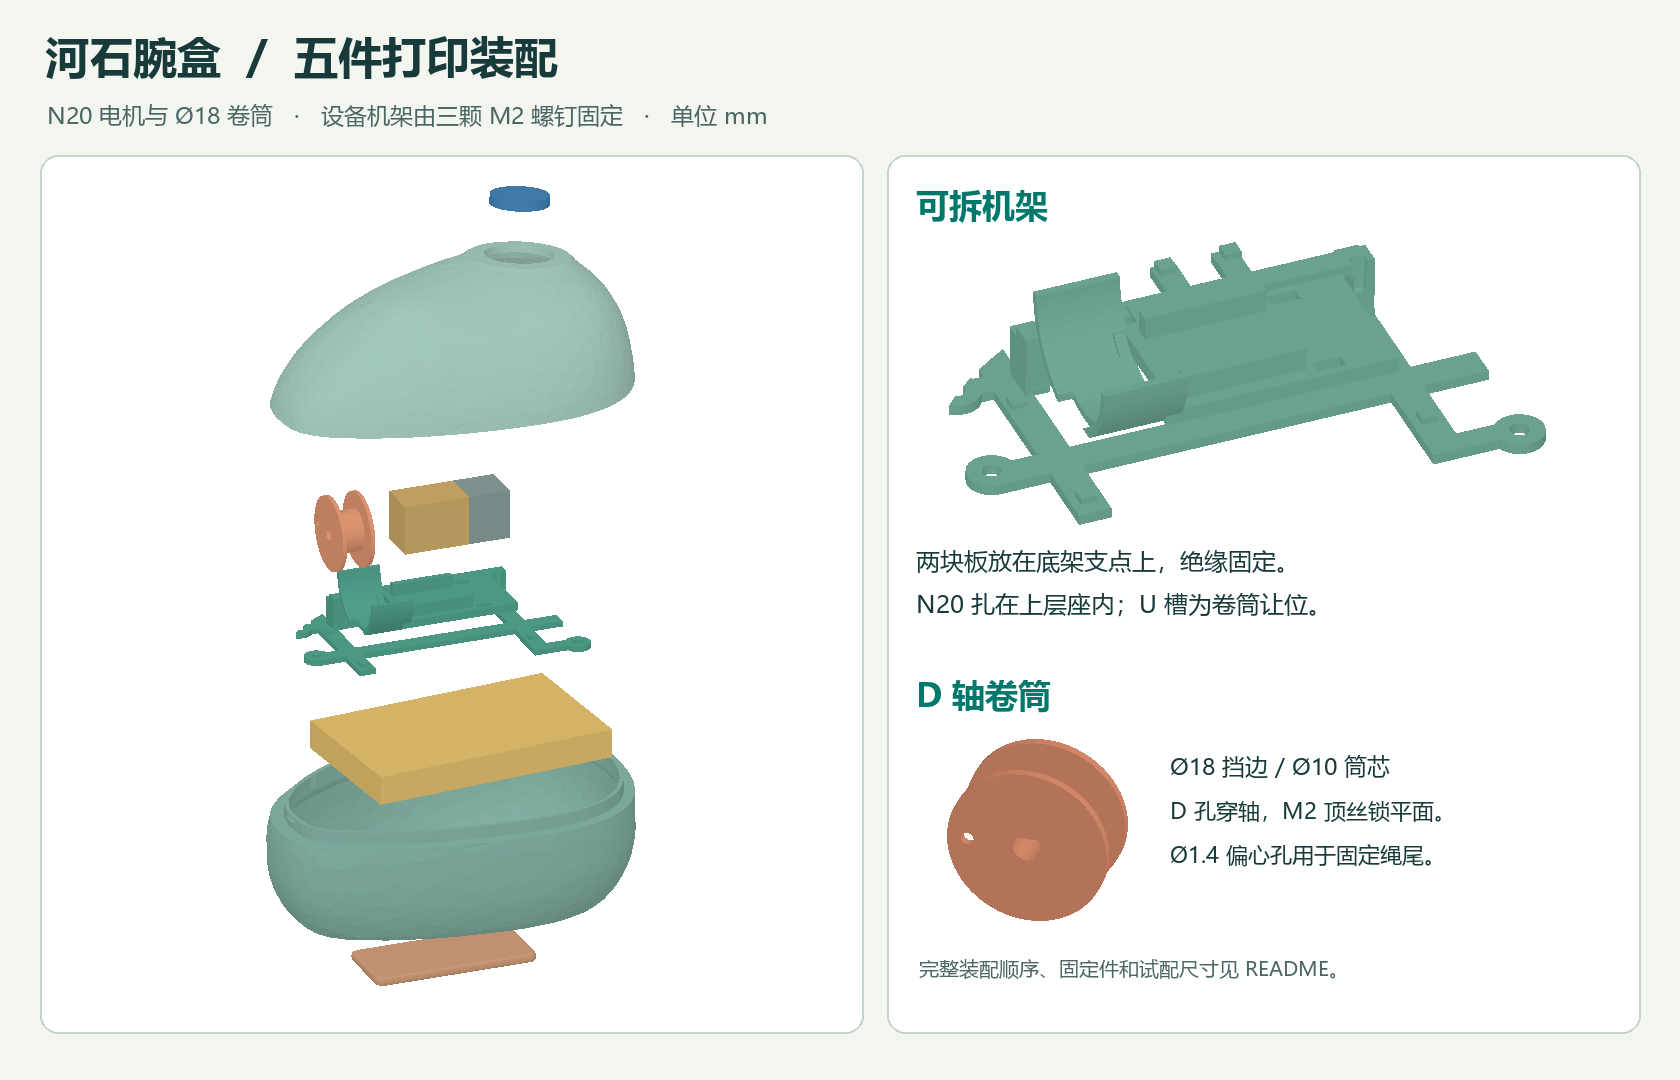 河石腕盒 / 五件打印装配
N20 电机与 Ø18 卷筒 · 设备机架由三颗 M2 螺钉固定 · 单位 mm
可拆机架
两块板放在底架支点上，绝缘固定。
N20 扎在上层座内；U 槽为卷筒让位。
D 轴卷筒
Ø18 挡边 / Ø10 筒芯
D 孔穿轴，M2 顶丝锁平面。
Ø1.4 偏心孔用于固定绳尾。
完整装配顺序、固定件和试配尺寸见 README。